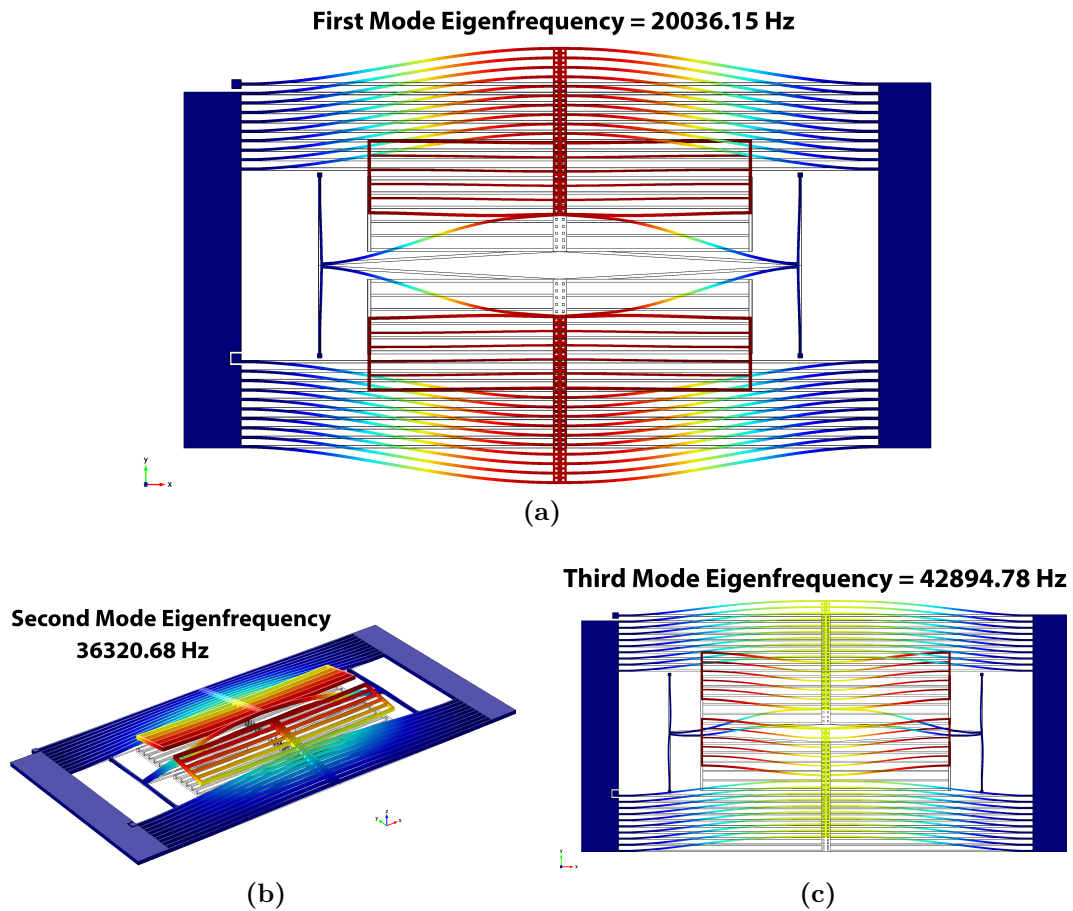 First Mode Eigenfrequency = 20036.15 Hz
y
x
(a)
Third Mode Eigenfrequency = 42894.78 Hz
Second Mode Eigenfrequency
36320.68 Hz
z
y
x
y
x
(b)
(c)